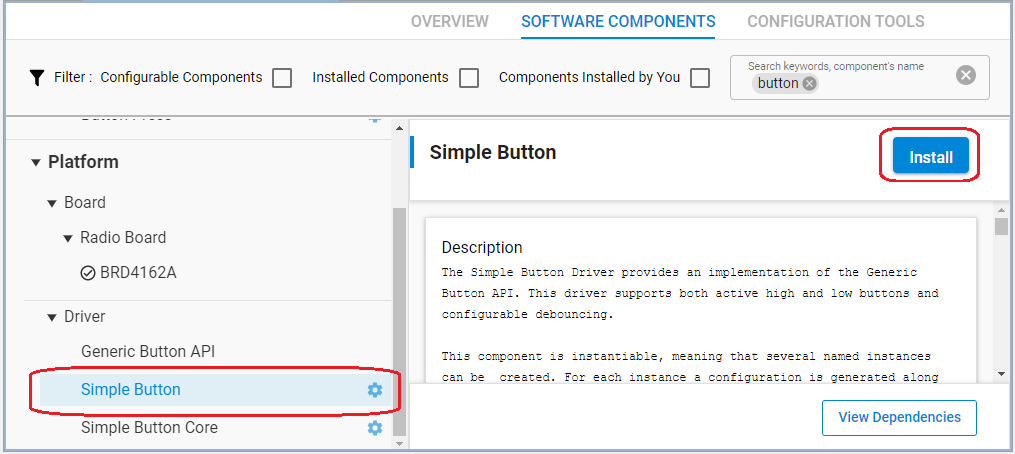 OVERVIEW SOFTWARE COMPONENTS CONFIGURATION TOOLS
Filter : Configurable Components Installed Components Components Installed by You
Search keywords, component's name
button
Platform
Board
Radio Board
BRD4162A
Driver
Generic Button API
Simple Button
Simple Button Core
Simple Button
Install
Description
The Simple Button Driver provides an implementation of the Generic
Button API. This driver supports both active high and low buttons and
configurable debouncing.
This component is instantiable, meaning that several named instances
can be created. For each instance a configuration is generated along
View Dependencies